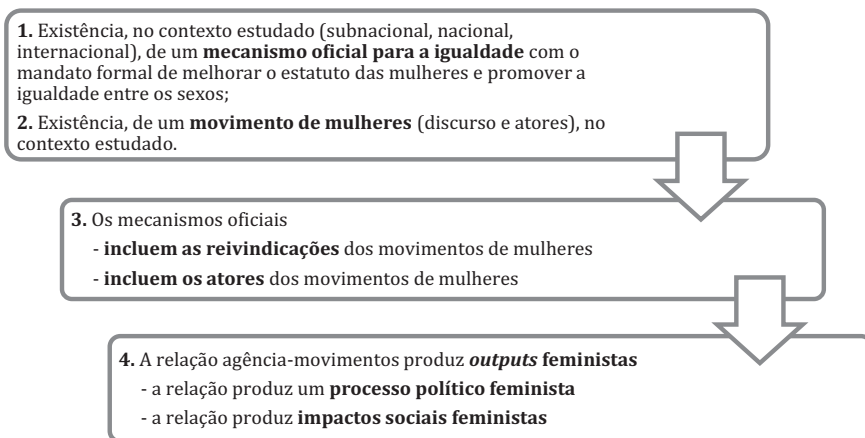 1. Existência, no contexto estudado (subnacional, nacional,
internacional), de um mecanismo oficial para a igualdade com o
mandato formal de melhorar o estatuto das mulheres e promover a
igualdade entre os sexos;
2. Existência, de um movimento de mulheres (discurso e atores), no
contexto estudado.
3. Os mecanismos oficiais
- incluem as reivindicações dos movimentos de mulheres
- incluem os atores dos movimentos de mulheres
4. A relação agência-movimentos produz outputs feministas
- a relação produz um processo político feminista
- a relação produz impactos sociais feministas